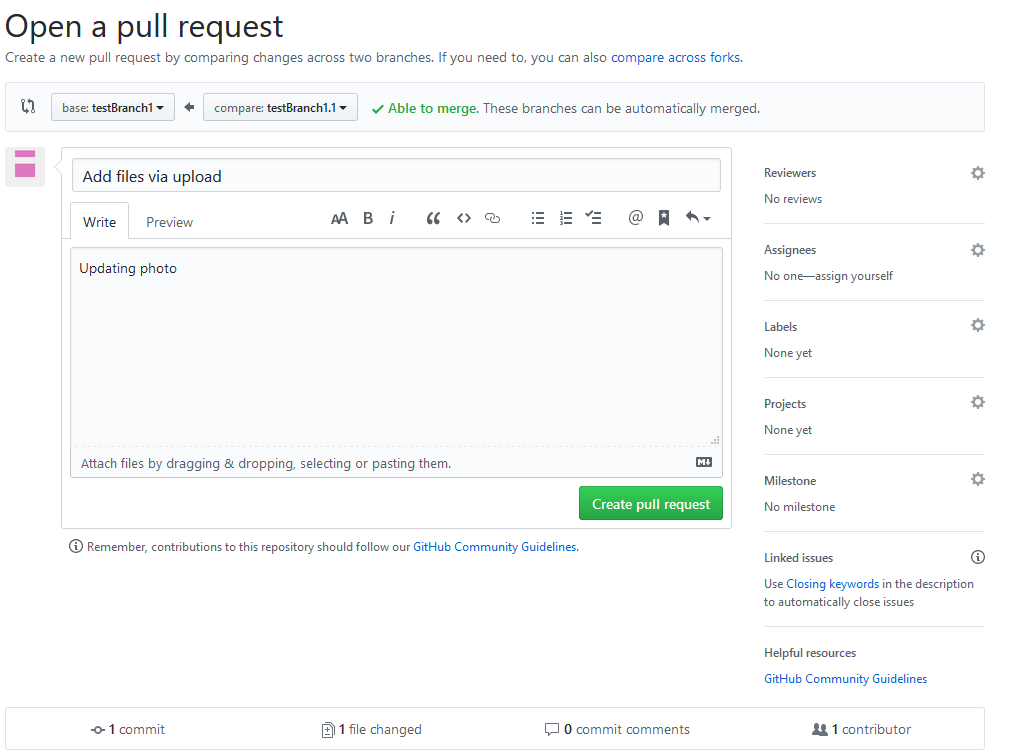 Open a pull request
Create a new pull request by comparing changes across two branches. If you need to, you can also compare across forks.
base: testBranch1 compare: testBranch1.1 Able to merge. These branches can be automatically merged.
Add files via upload
Write Preview AA B i @
Updating photo
Attach files by dragging & dropping, selecting or pasting them.
Create pull request
Remember, contributions to this repository should follow our GitHub Community Guidelines.
Reviewers
No reviews
Assignees
No one—assign yourself
Labels
None yet
Projects
None yet
Milestone
No milestone
Linked issues
Use Closing keywords in the description
to automatically close issues
Helpful resources
GitHub Community Guidelines
1 commit 1 file changed 0 commit comments 1 contributor